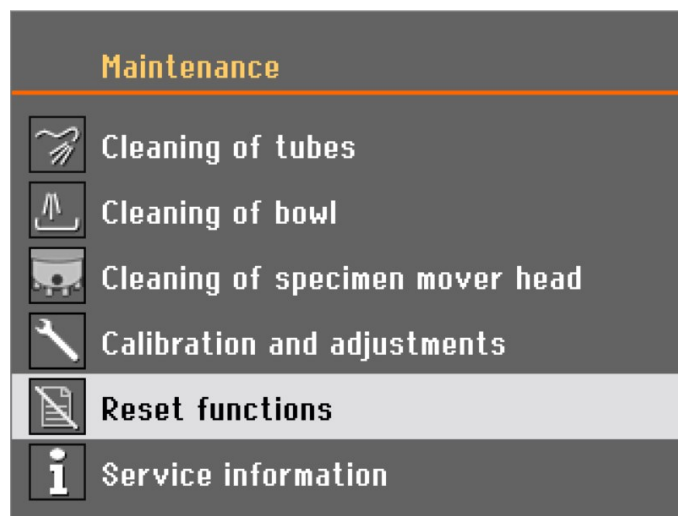 Maintenance
Cleaning of tubes
Cleaning of bowl
Cleaning of specimen mover head
Calibration and adjustments
Reset functions
Service information